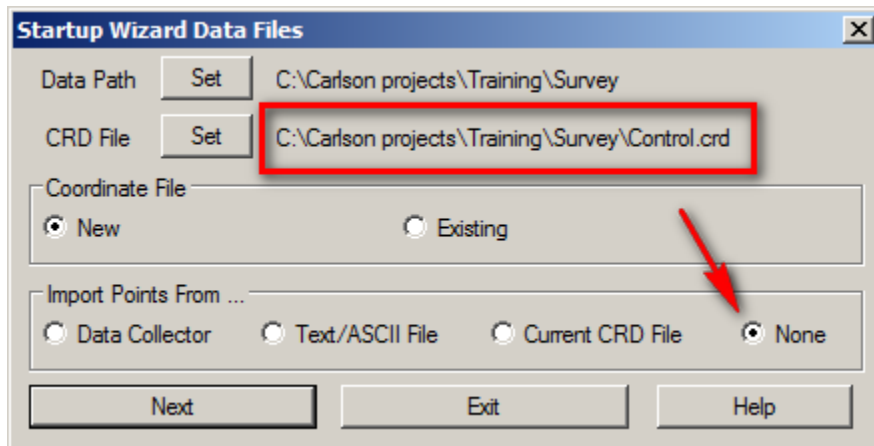 Startup Wizard Data Files
Data Path Set C:\Carlson projects\Training\Survey
CRD File Set C:\Carlson projects\Training\Survey\Control.crd
Coordinate File
New Existing
Import Points From ...
Data Collector Text/ASCII File Current CRD File None
Next Exit Help